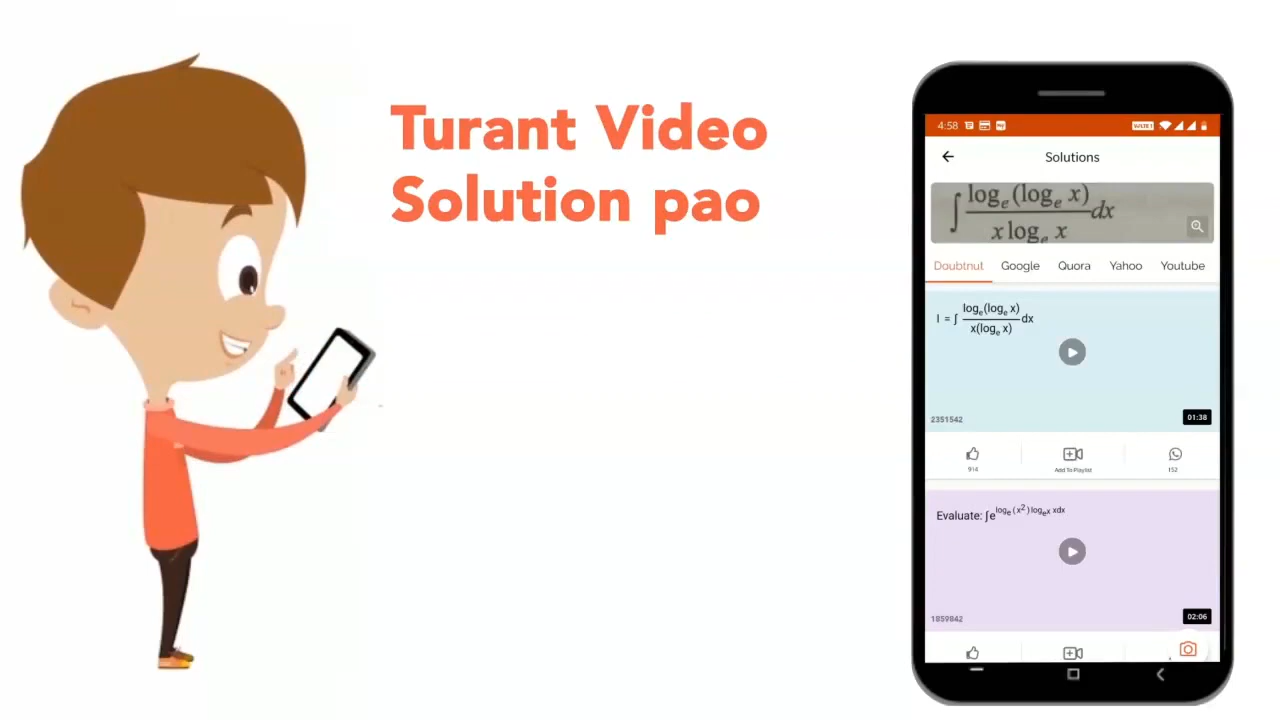 Turant Video
Solution pao
4:58
Solutions
∫ log_e (log_e x) / x log_e x dx
Doubtnut Google Quora Yahoo Youtube
I = ∫ log_e(log_e x) / x(log_e x) dx
2351542
01:38
914
Add To Playlist
152
Evaluate: ∫e^log_e (x^2) log_e x xdx
1859842
02:06